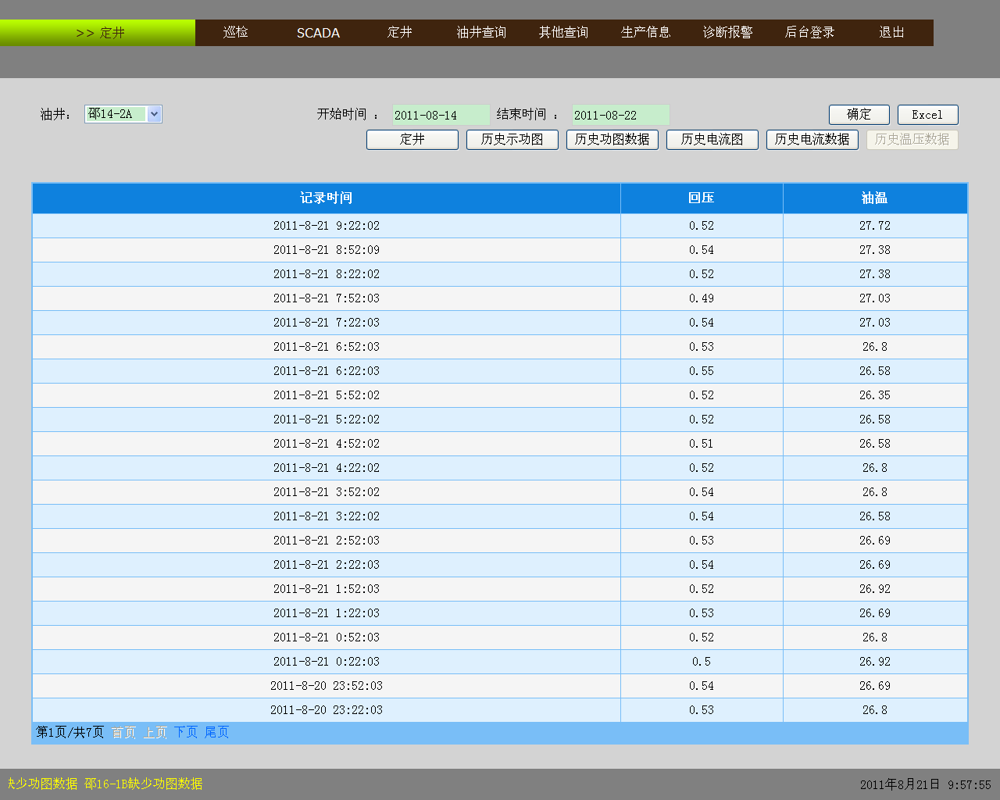 >> 定井 巡检 SCADA 定井 油井查询 其他查询 生产信息 诊断报警 后台登录 退出
油井: 邵14-2A 开始时间 : 2011-08-14 结束时间 : 2011-08-22 确定 Excel
定井 历史示功图 历史功图数据 历史电流图 历史电流数据 历史温压数据
记录时间 回压 油温
2011-8-21 9:22:02 0.52 27.72
2011-8-21 8:52:09 0.54 27.38
2011-8-21 8:22:02 0.52 27.38
2011-8-21 7:52:03 0.49 27.03
2011-8-21 7:22:03 0.54 27.03
2011-8-21 6:52:03 0.53 26.8
2011-8-21 6:22:03 0.55 26.58
2011-8-21 5:52:02 0.52 26.35
2011-8-21 5:22:02 0.52 26.58
2011-8-21 4:52:02 0.51 26.58
2011-8-21 4:22:02 0.52 26.8
2011-8-21 3:52:02 0.54 26.8
2011-8-21 3:22:02 0.54 26.58
2011-8-21 2:52:03 0.53 26.69
2011-8-21 2:22:03 0.54 26.69
2011-8-21 1:52:03 0.52 26.92
2011-8-21 1:22:03 0.53 26.69
2011-8-21 0:52:03 0.52 26.8
2011-8-21 0:22:03 0.5 26.92
2011-8-20 23:52:03 0.54 26.69
2011-8-20 23:22:03 0.53 26.8
第1页/共7页 首页 上页 下页 尾页
缺少功图数据 邵16-1B缺少功图数据 2011年8月21日 9:57:55